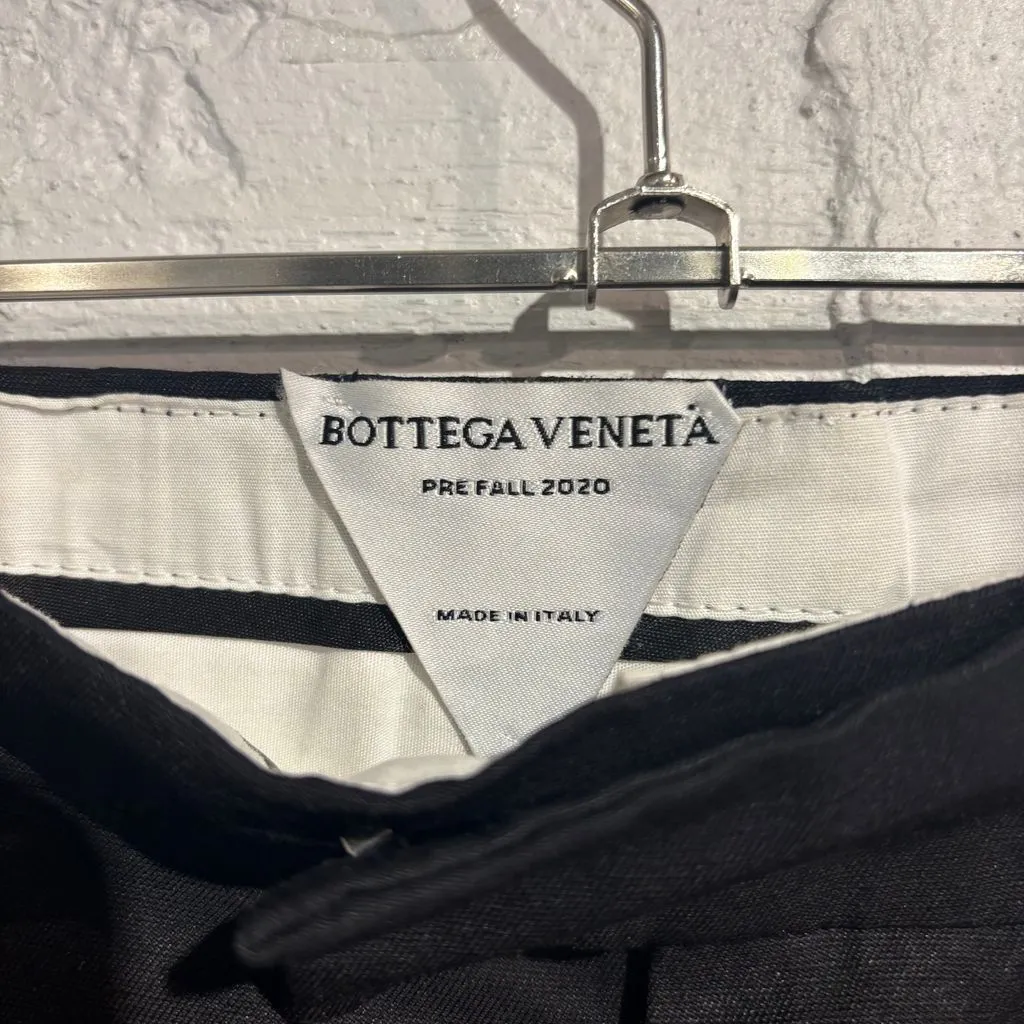 BOTTEGA VENETA
PRE FALL 2020
MADE IN ITALY